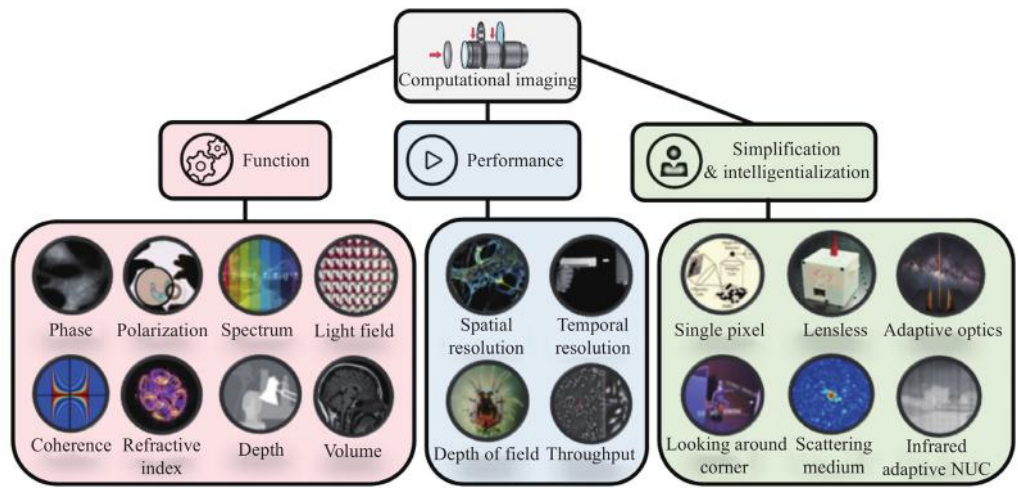 Computational imaging
Function
Performance
Simplification
& intelligentialization
Phase
Polarization
Spectrum
Light field
Coherence
Refractive
index
Depth
Volume
Spatial
resolution
Temporal
resolution
Depth of field
Throughput
Single pixel
Lensless
Adaptive optics
Looking around
corner
Scattering
medium
Infrared
adaptive NUC